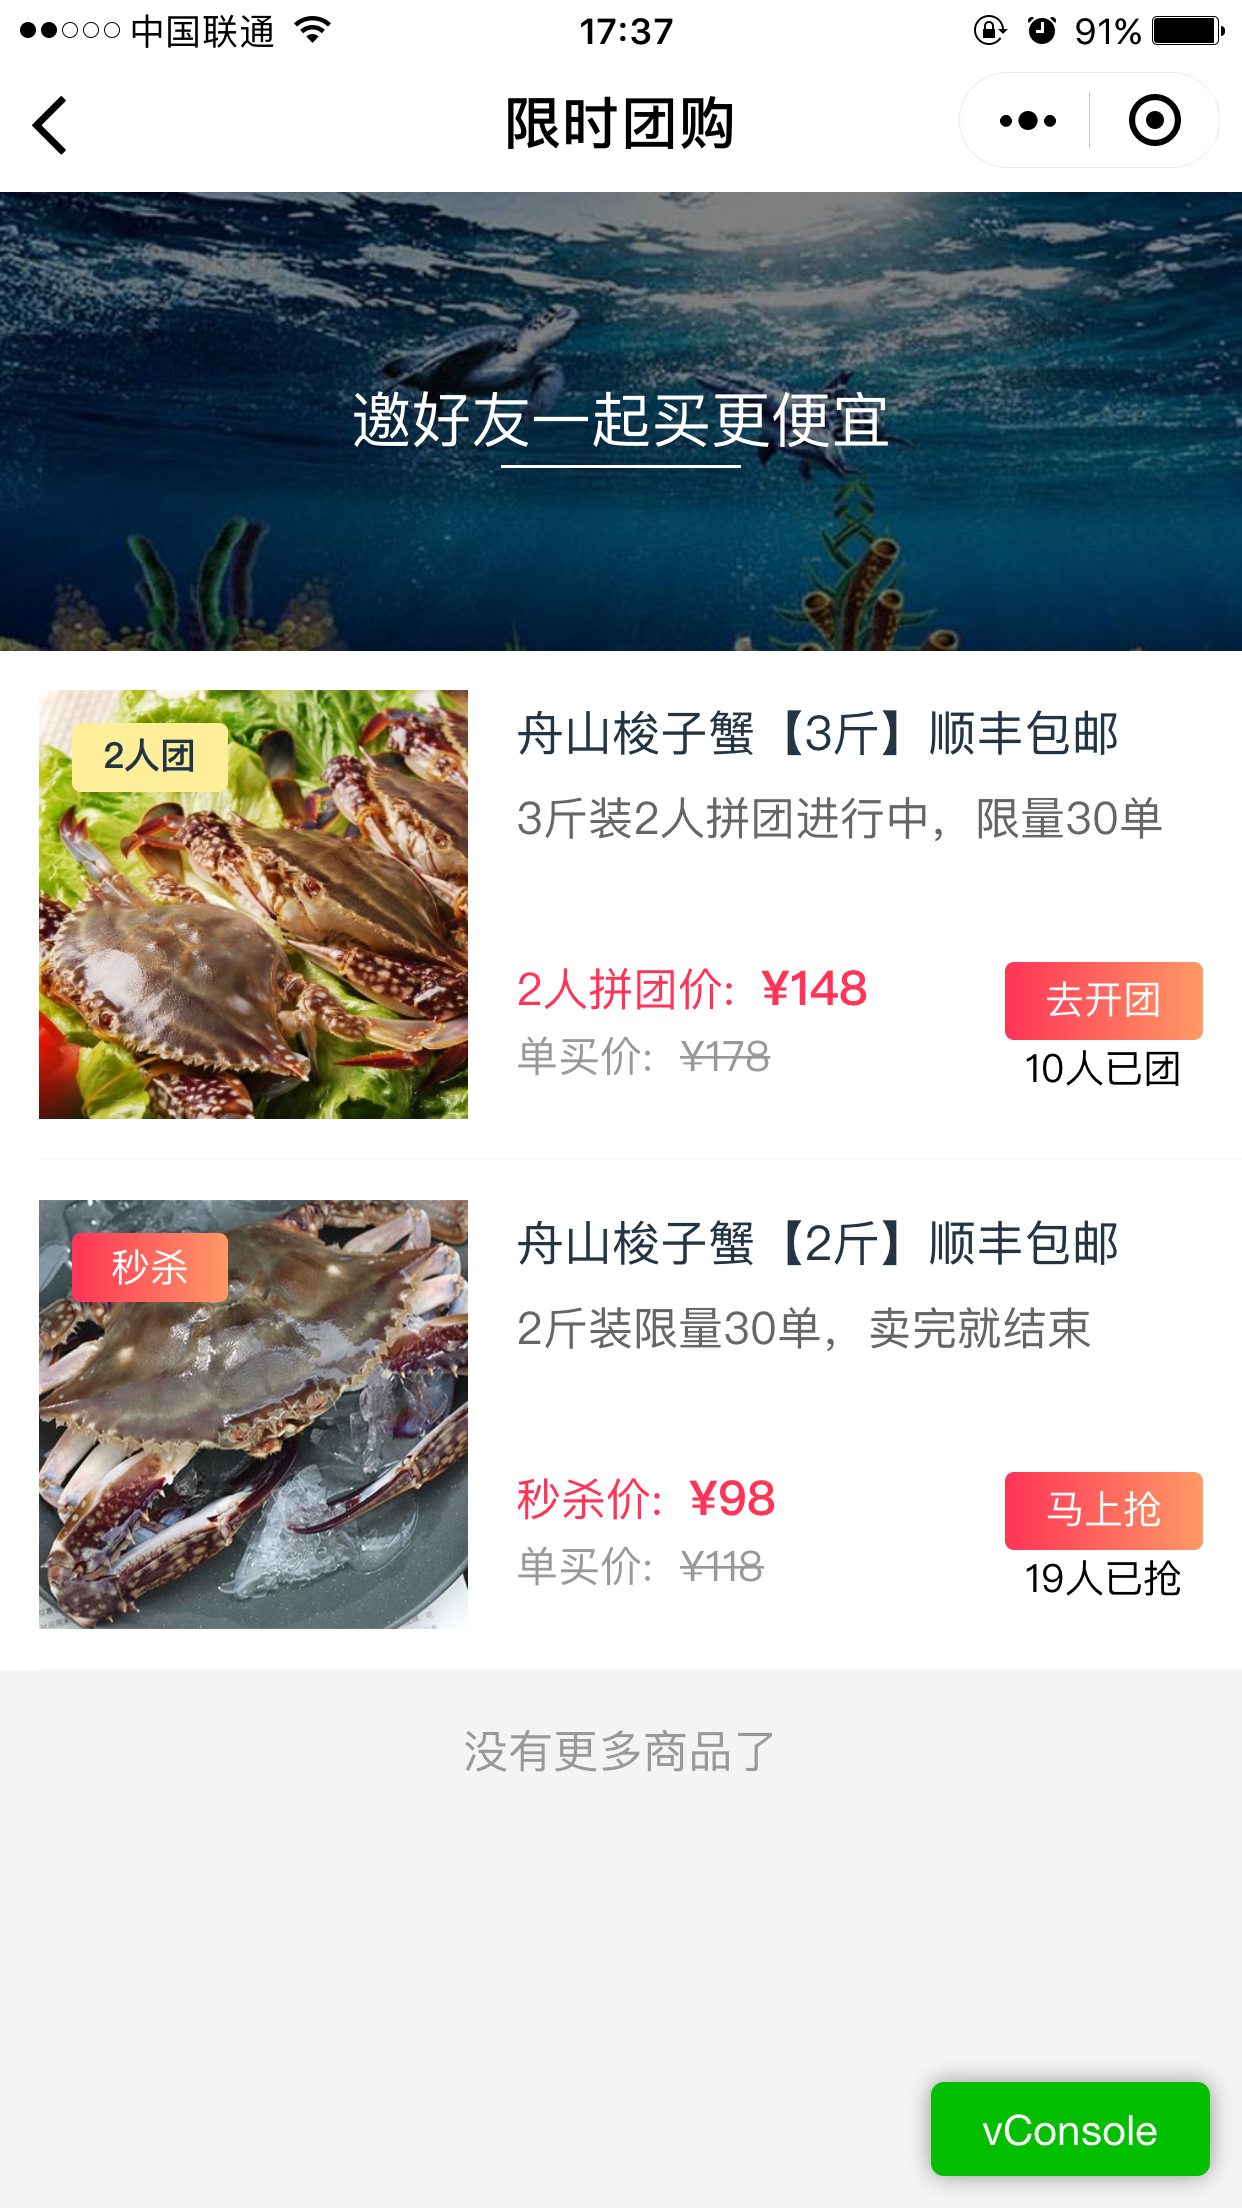 中国联通
17:37
91%
限时团购
邀好友一起买更便宜
2人团
舟山梭子蟹【3斤】顺丰包邮
3斤装2人拼团进行中，限量30单
2人拼团价: ¥148
去开团
单买价: ¥178
10人已团
秒杀
舟山梭子蟹【2斤】顺丰包邮
2斤装限量30单，卖完就结束
秒杀价: ¥98
马上抢
单买价: ¥118
19人已抢
没有更多商品了
vConsole